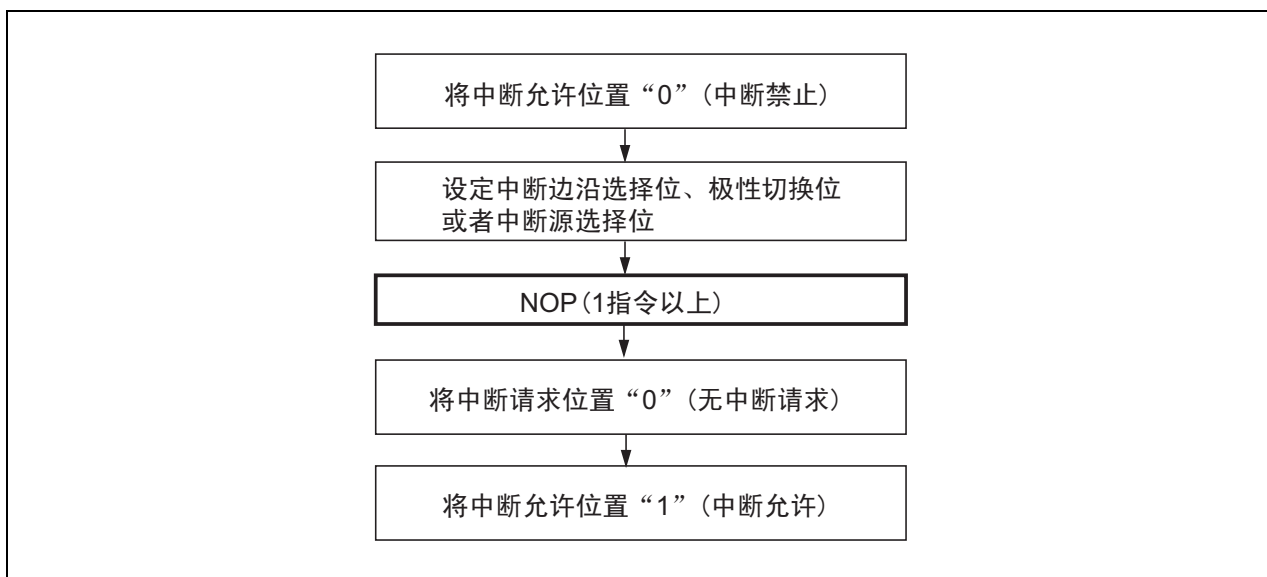 将中断允许位置“0”（中断禁止）
设定中断边沿选择位、极性切换位
或者中断源选择位
NOP（1指令以上）
将中断请求位置“0”（无中断请求）
将中断允许位置“1”（中断允许）